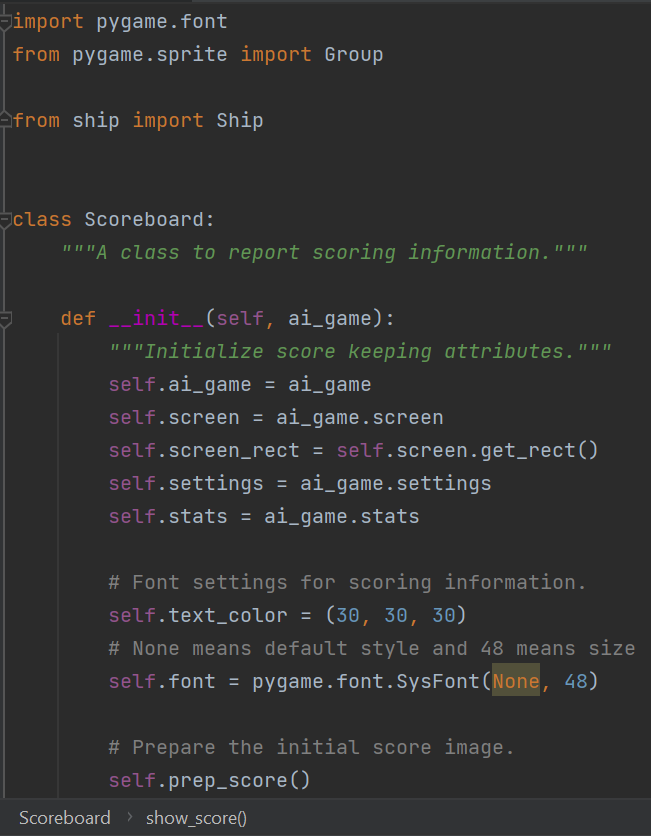 import pygame.font
from pygame.sprite import Group

from ship import Ship


class Scoreboard:
    """A class to report scoring information."""

    def __init__(self, ai_game):
        """Initialize score keeping attributes."""
        self.ai_game = ai_game
        self.screen = ai_game.screen
        self.screen_rect = self.screen.get_rect()
        self.settings = ai_game.settings
        self.stats = ai_game.stats

        # Font settings for scoring information.
        self.text_color = (30, 30, 30)
        # None means default style and 48 means size
        self.font = pygame.font.SysFont(None, 48)

        # Prepare the initial score image.
        self.prep_score()
Scoreboard › show_score()